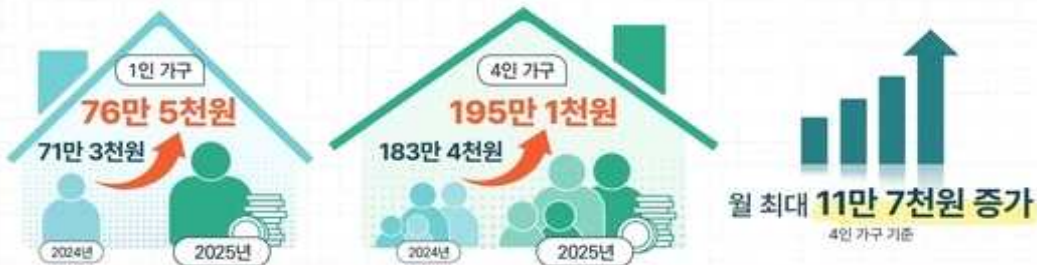 1인 가구
76만 5천원
71만 3천원
2024년
2025년
4인 가구
195만 1천원
183만 4천원
2024년
2025년
월 최대 11만 7천원 증가
4인 가구 기준